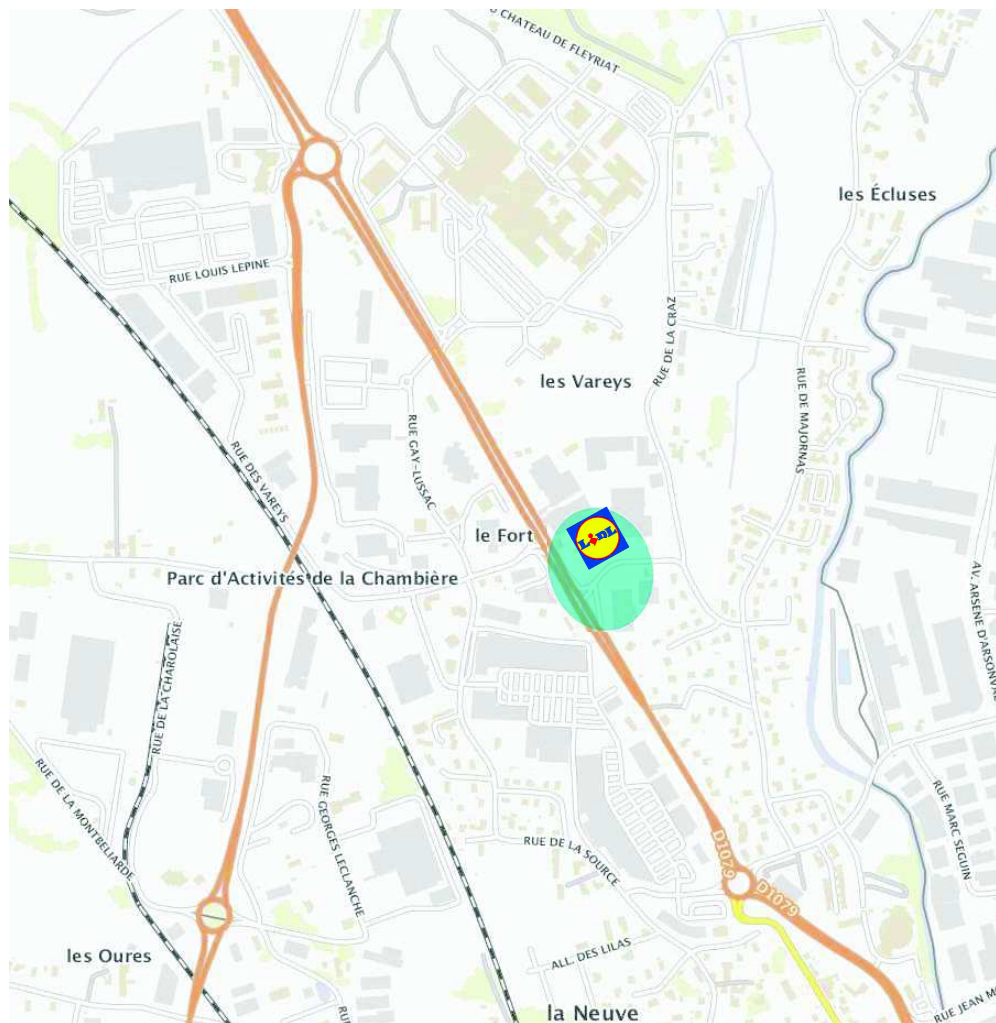 U CHATEAU DE FLEYRIAT
les Écluses
RUE LOUIS LEPINE
RUE DE LA CRAZ
les Vareys
RUE DE MAJORNAS
RUE GAY-LUSSAC
RUE DES VAREYS
LiDL
le Fort
Parc d'Activités de la Chambière
AV. ARSENE D'ARSONVAL
RUE DE LA CHAROLAISE
RUE DE LA MONTBELIARDE
RUE GEORGES LECLANCHE
RUE MARC SEGUIN
RUE DE LA SOURCE
D1079
D1079
les Oures
ALL. DES LILAS
la Neuve
RUE JEAN M